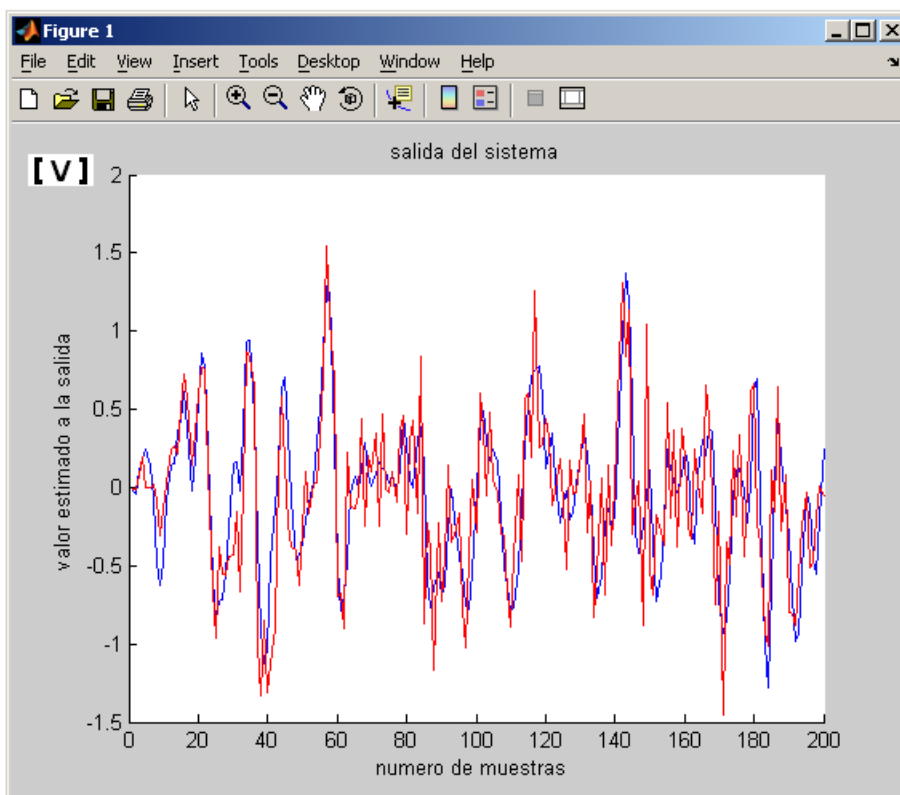 Figure 1
File Edit View Insert Tools Desktop Window Help
salida del sistema
[ V ]
2
1.5
1
0.5
0
-0.5
-1
-1.5
valor estimado a la salida
0 20 40 60 80 100 120 140 160 180 200
numero de muestras